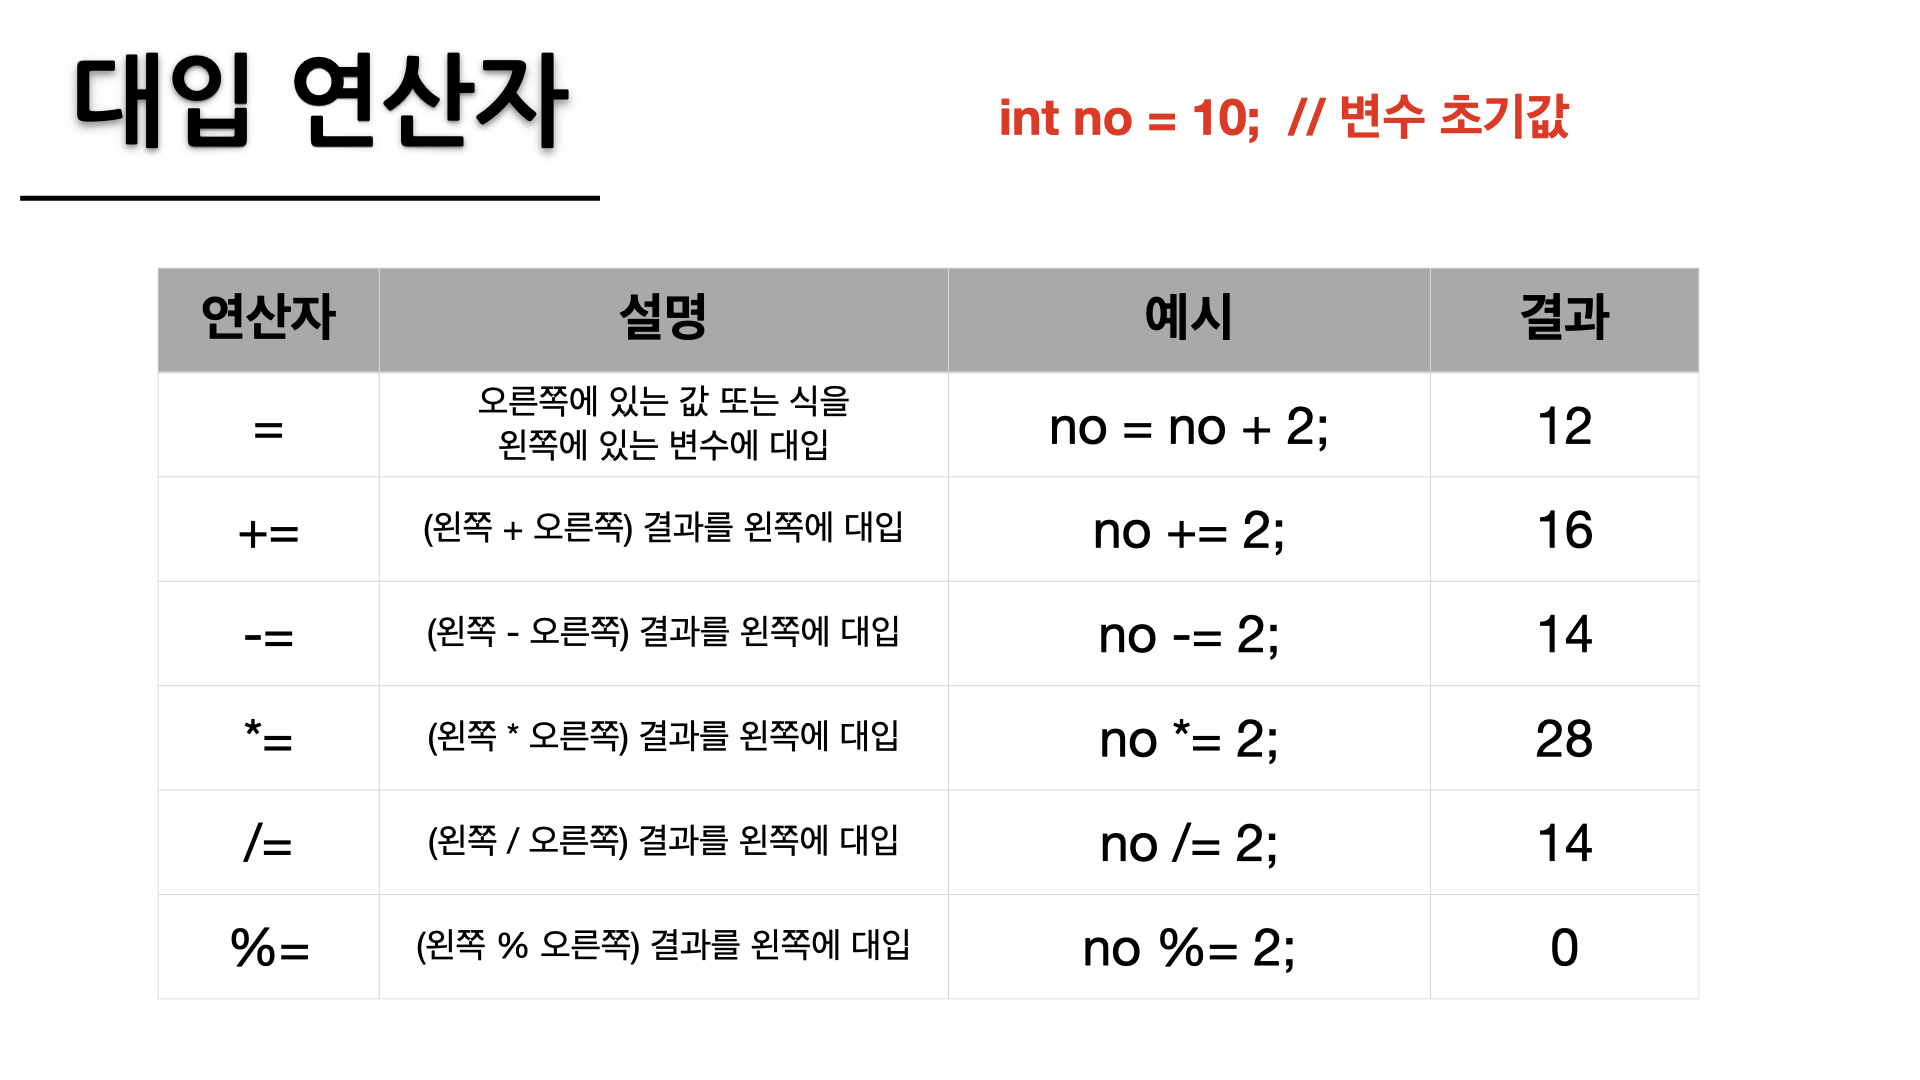 대입 연산자
int no = 10;  // 변수 초기값
연산자 설명 예시 결과
= 오른쪽에 있는 값 또는 식을
왼쪽에 있는 변수에 대입 no = no + 2; 12
+= (왼쪽 + 오른쪽) 결과를 왼쪽에 대입 no += 2; 16
-= (왼쪽 - 오른쪽) 결과를 왼쪽에 대입 no -= 2; 14
*= (왼쪽 * 오른쪽) 결과를 왼쪽에 대입 no *= 2; 28
/= (왼쪽 / 오른쪽) 결과를 왼쪽에 대입 no /= 2; 14
%= (왼쪽 % 오른쪽) 결과를 왼쪽에 대입 no %= 2; 0